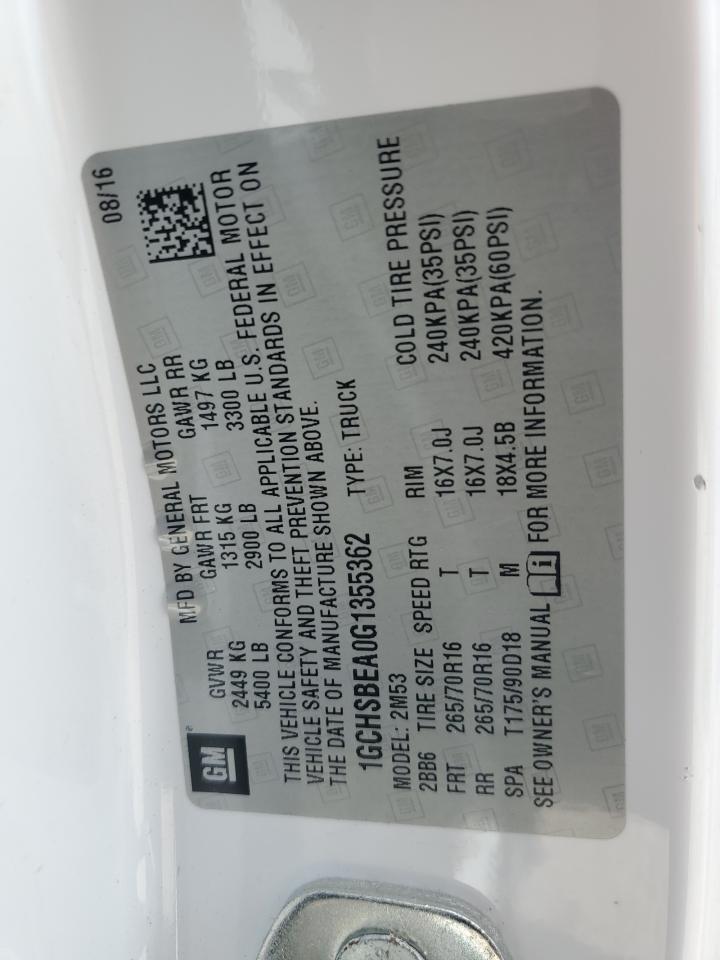 08/16
MFD BY GENERAL MOTORS LLC
GM
GVWR GAWR FRT GAWR RR
2449 KG 1315 KG 1497 KG
5400 LB 2900 LB 3300 LB
THIS VEHICLE CONFORMS TO ALL APPLICABLE U.S. FEDERAL MOTOR
VEHICLE SAFETY AND THEFT PREVENTION STANDARDS IN EFFECT ON
THE DATE OF MANUFACTURE SHOWN ABOVE.
1GCHSBEA0G1355362 TYPE: TRUCK
MODEL: 2M53
2BB6 TIRE SIZE SPEED RTG RIM COLD TIRE PRESSURE
FRT 265/70R16 T 16X7.0J 240KPA(35PSI)
RR 265/70R16 T 16X7.0J 240KPA(35PSI)
SPA T175/90D18 M 18X4.5B 420KPA(60PSI)
SEE OWNER'S MANUAL FOR MORE INFORMATION.